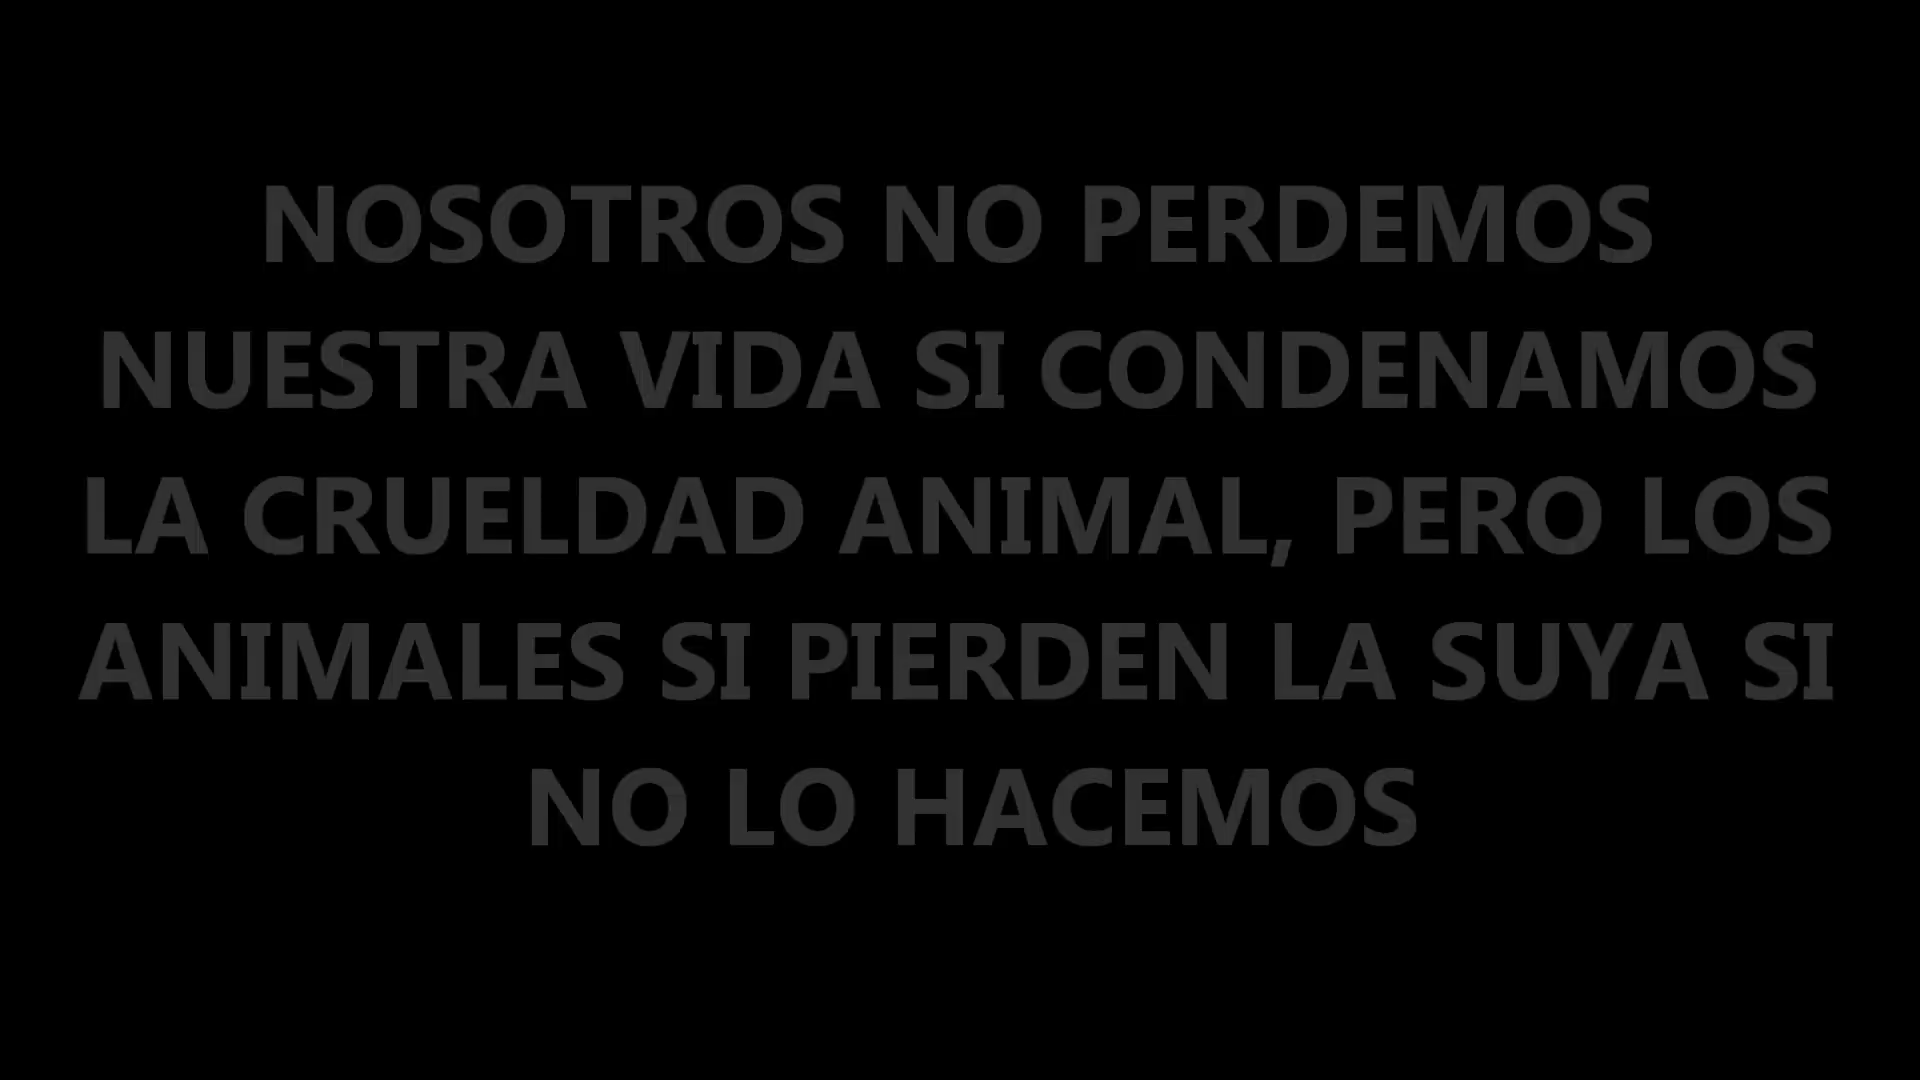 NOSOTROS NO PERDEMOS
NUESTRA VIDA SI CONDENAMOS
LA CRUELDAD ANIMAL, PERO LOS
ANIMALES SI PIERDEN LA SUYA SI
NO LO HACEMOS